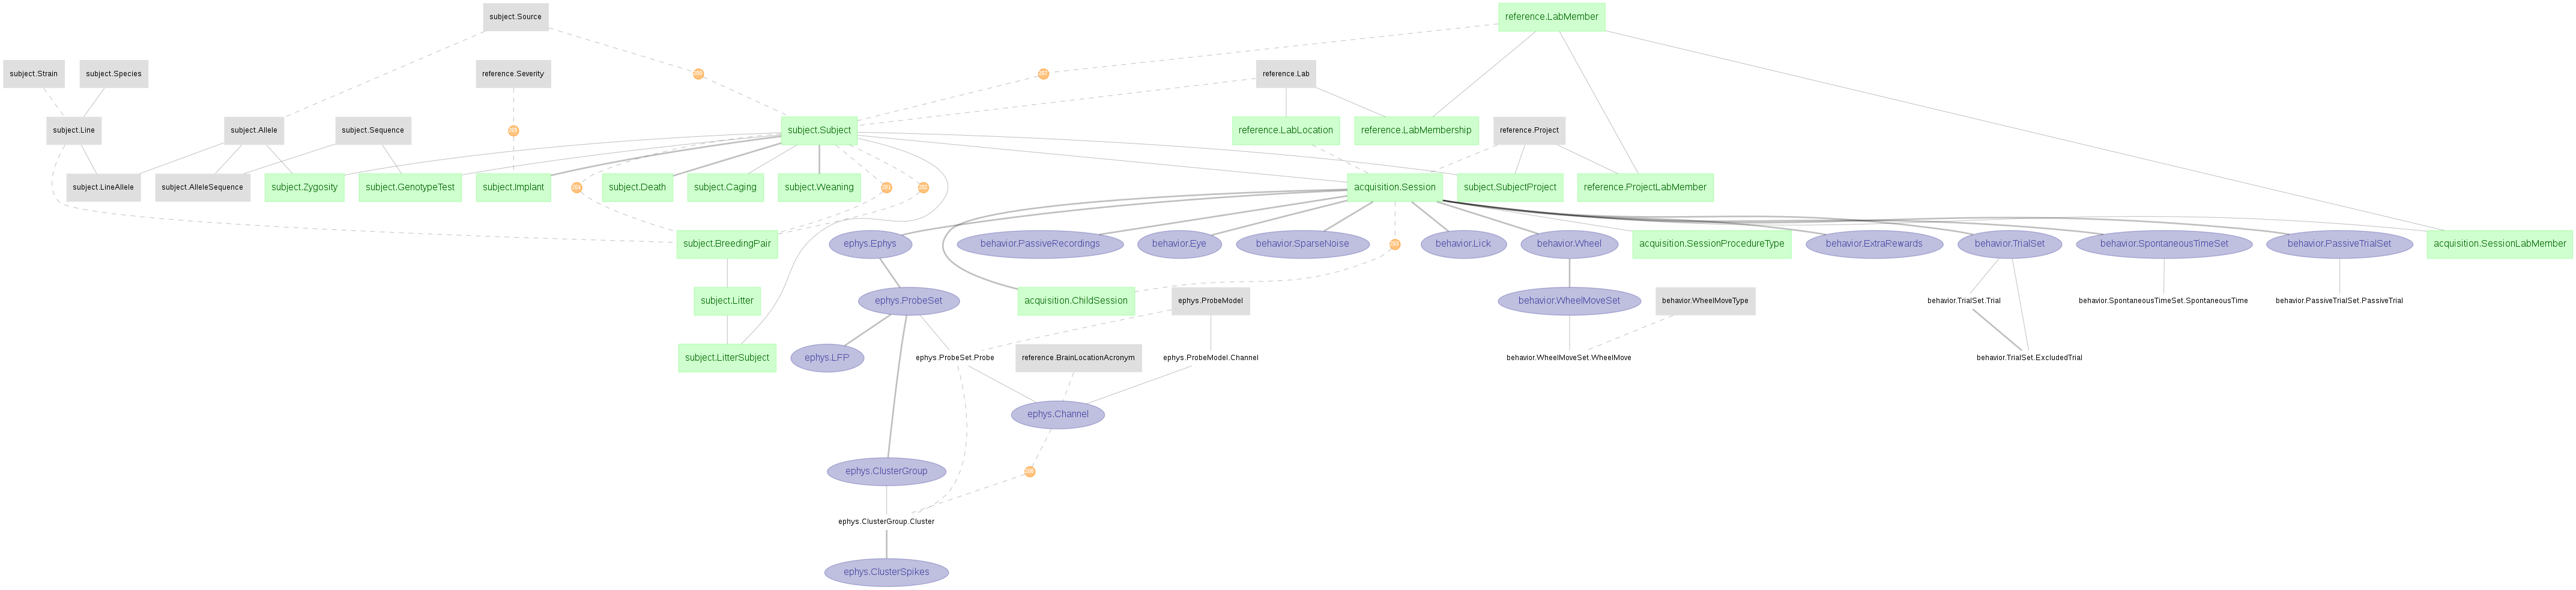 subject.Source
reference.LabMember
subject.Strain
subject.Species
reference.Severity
reference.Lab
subject.Line
subject.Allele
subject.Sequence
subject.Subject
reference.LabLocation
reference.LabMembership
reference.Project
subject.LineAllele
subject.AlleleSequence
subject.Zygosity
subject.GenotypeTest
subject.Implant
subject.Death
subject.Caging
subject.Weaning
acquisition.Session
subject.SubjectProject
reference.ProjectLabMember
subject.BreedingPair
ephys.Ephys
behavior.PassiveRecordings
behavior.Eye
behavior.SparseNoise
behavior.Lick
behavior.Wheel
acquisition.SessionProcedureType
behavior.ExtraRewards
behavior.TrialSet
behavior.SpontaneousTimeSet
behavior.PassiveTrialSet
acquisition.SessionLabMember
subject.Litter
ephys.ProbeSet
acquisition.ChildSession
ephys.ProbeModel
behavior.WheelMoveSet
behavior.WheelMoveType
behavior.TrialSet.Trial
behavior.SpontaneousTimeSet.SpontaneousTime
behavior.PassiveTrialSet.PassiveTrial
subject.LitterSubject
ephys.LFP
ephys.ProbeSet.Probe
reference.BrainLocationAcronym
ephys.ProbeModel.Channel
behavior.WheelMoveSet.WheelMove
behavior.TrialSet.ExcludedTrial
ephys.Channel
ephys.ClusterGroup
ephys.ClusterGroup.Cluster
ephys.ClusterSpikes